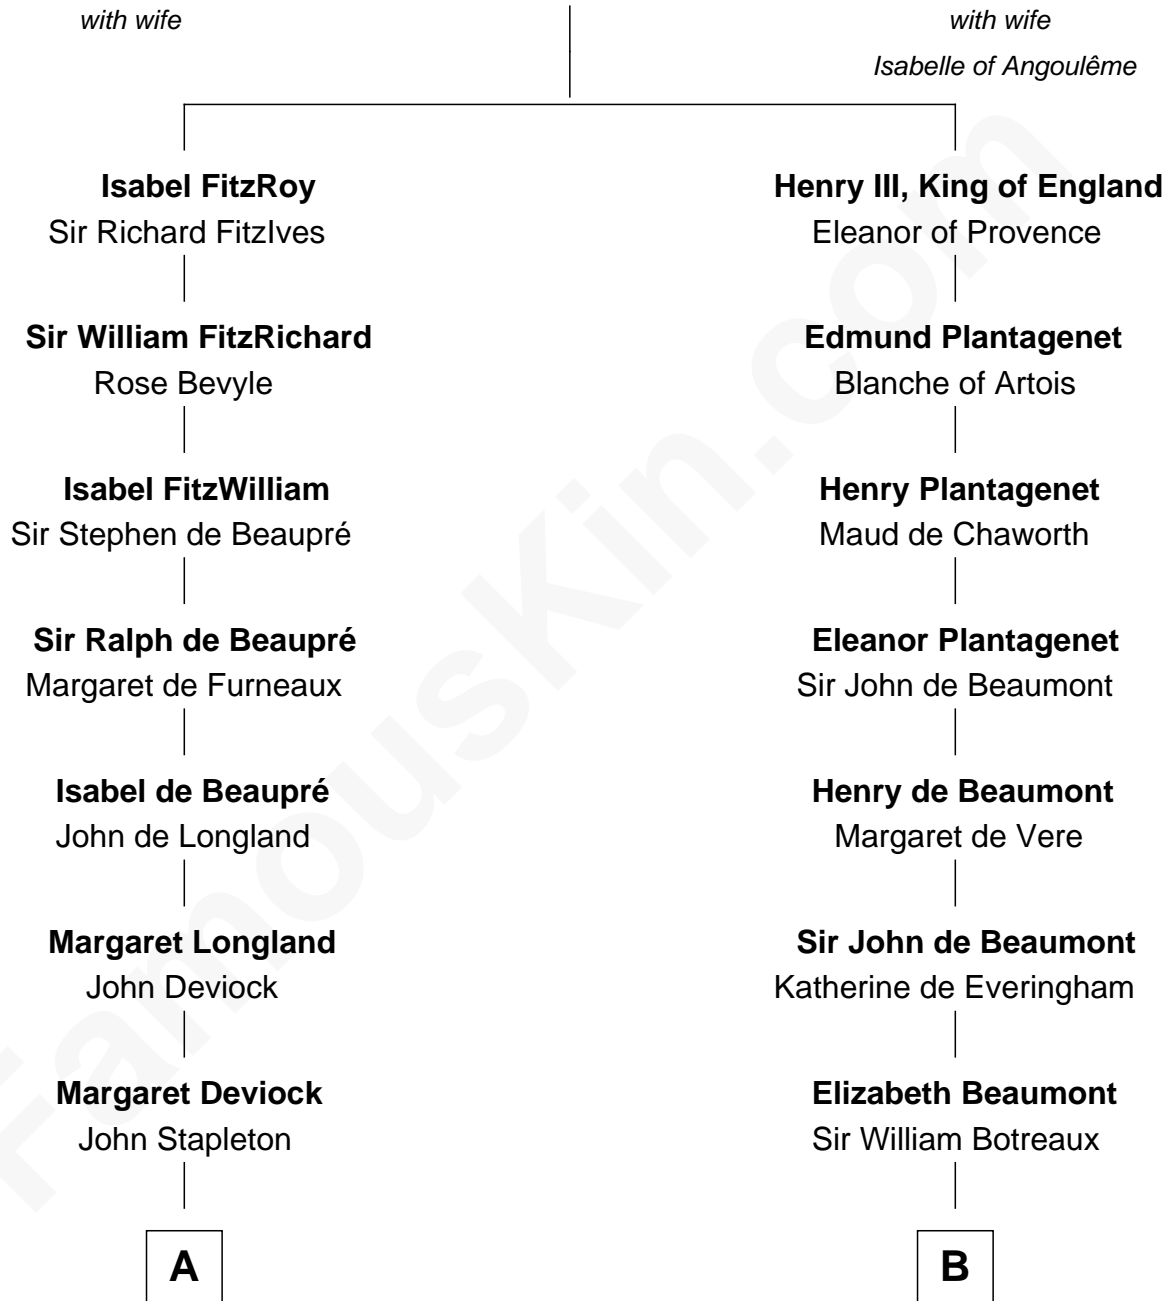 with wife
with wife
Isabelle of Angoulême
Isabel FitzRoy
Sir Richard FitzIves
Henry III, King of England
Eleanor of Provence
Sir William FitzRichard
Rose Bevyle
Edmund Plantagenet
Blanche of Artois
Isabel FitzWilliam
Sir Stephen de Beaupré
Henry Plantagenet
Maud de Chaworth
Sir Ralph de Beaupré
Margaret de Furneaux
Eleanor Plantagenet
Sir John de Beaumont
Isabel de Beaupré
John de Longland
Henry de Beaumont
Margaret de Vere
Margaret Longland
John Deviock
Sir John de Beaumont
Katherine de Everingham
Margaret Deviock
John Stapleton
Elizabeth Beaumont
Sir William Botreaux
A
B
FamousKin.com